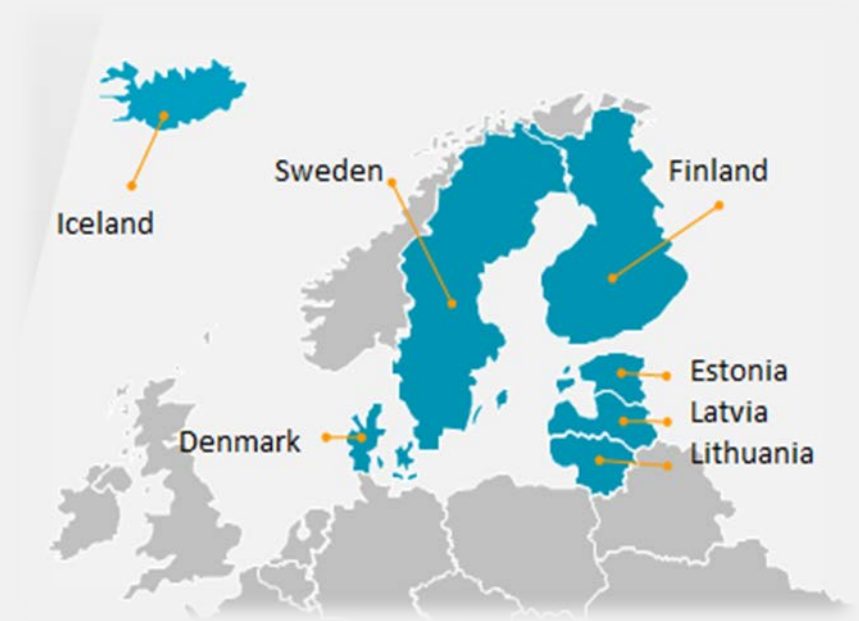 Sweden
Finland
Iceland
Estonia
Latvia
Denmark
Lithuania